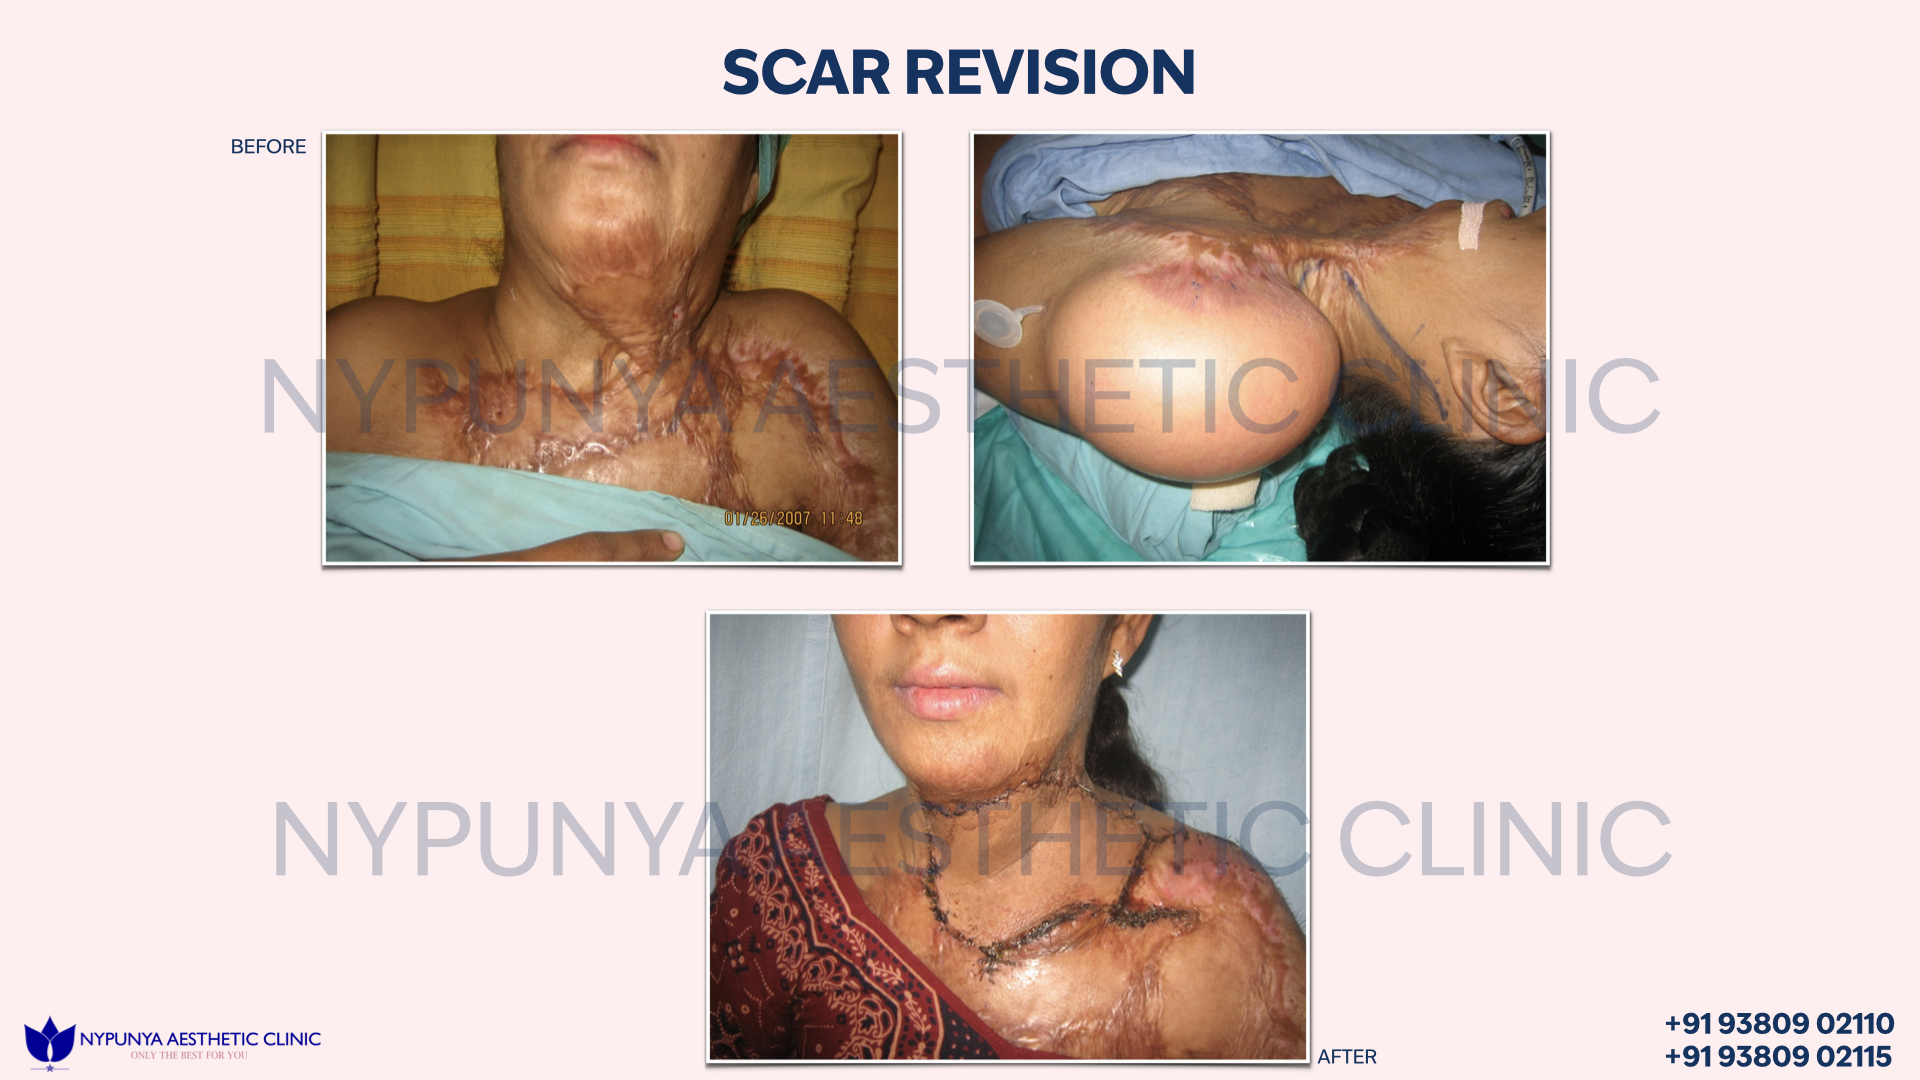 SCAR REVISION
BEFORE
01/26/2007 11:48
NYPUNYA AESTHETIC CLINIC
NYPUNYA AESTHETIC CLINIC
AFTER
NYPUNYA AESTHETIC CLINIC
ONLY THE BEST FOR YOU
+91 93809 02110
+91 93809 02115